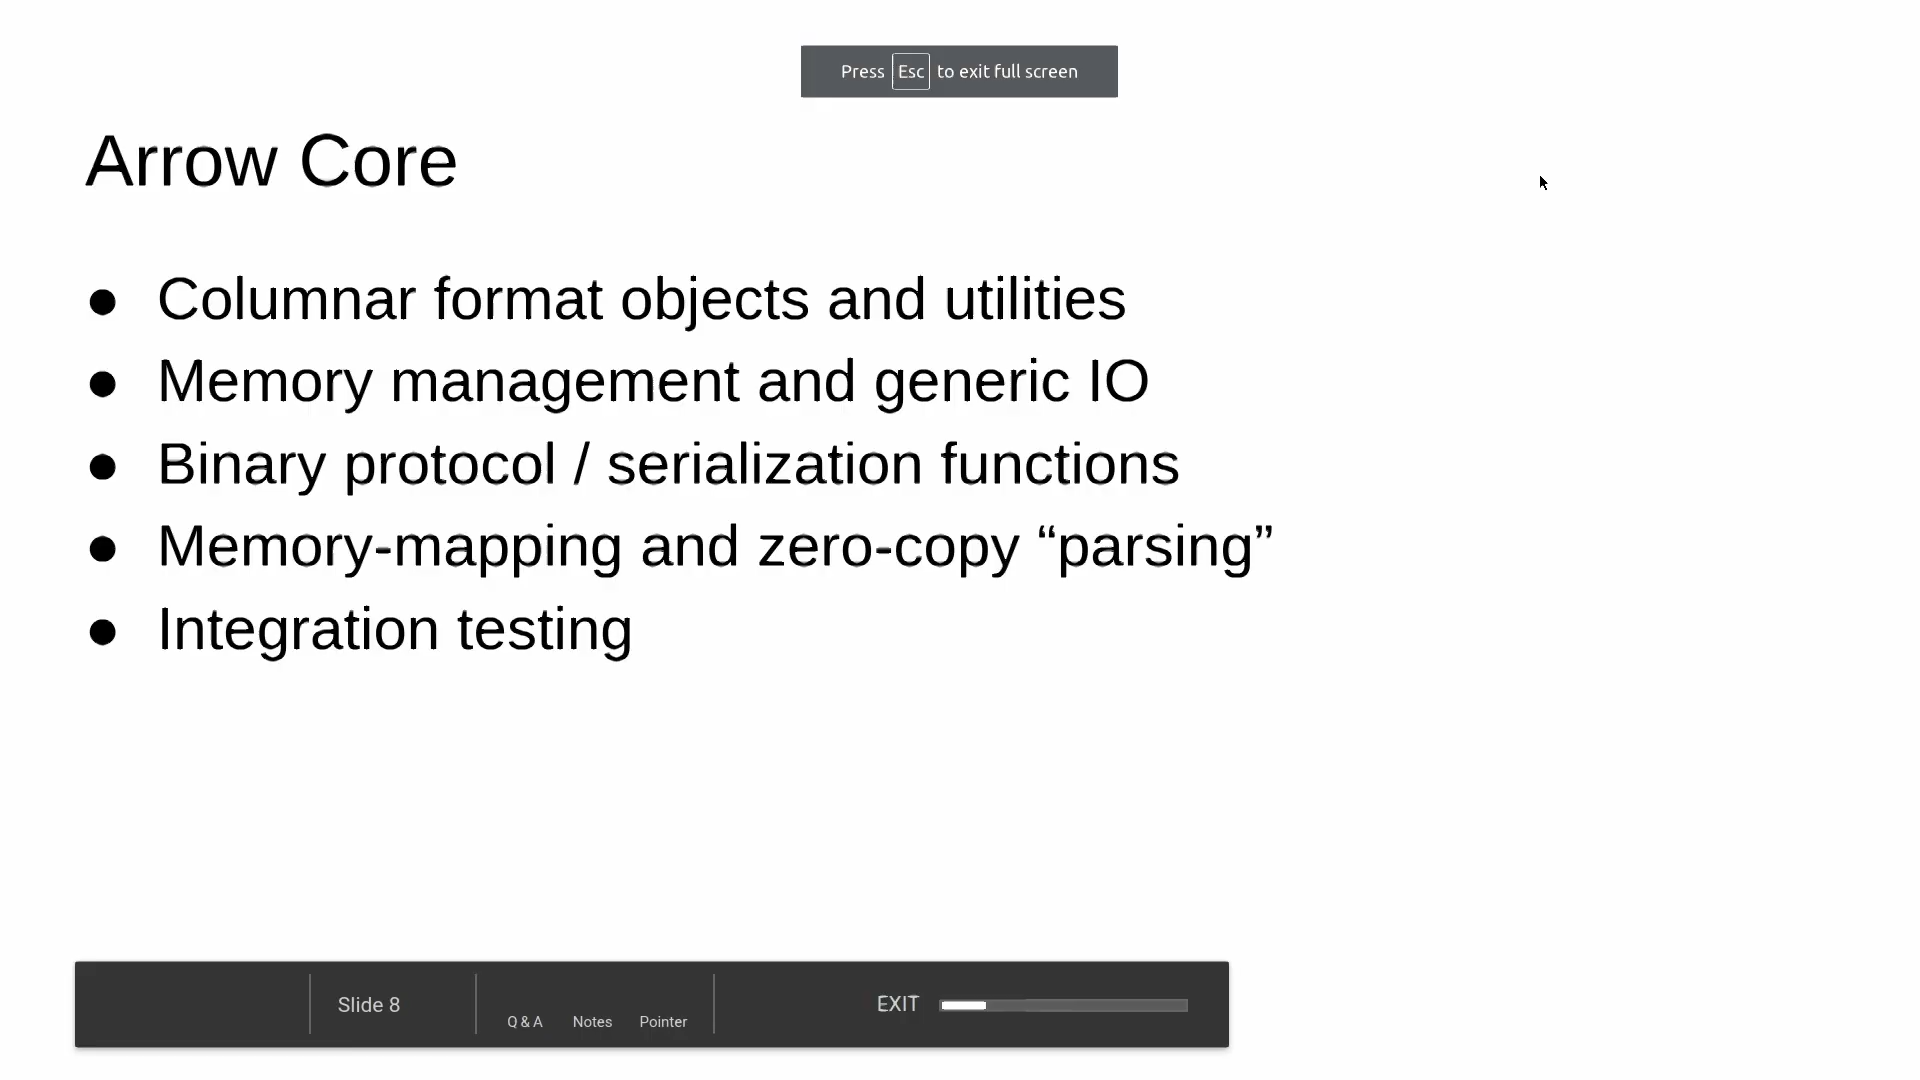 Press Esc to exit full screen
Arrow Core
● Columnar format objects and utilities
● Memory management and generic IO
● Binary protocol / serialization functions
● Memory-mapping and zero-copy “parsing”
● Integration testing
Slide 8
Q & A Notes Pointer
EXIT